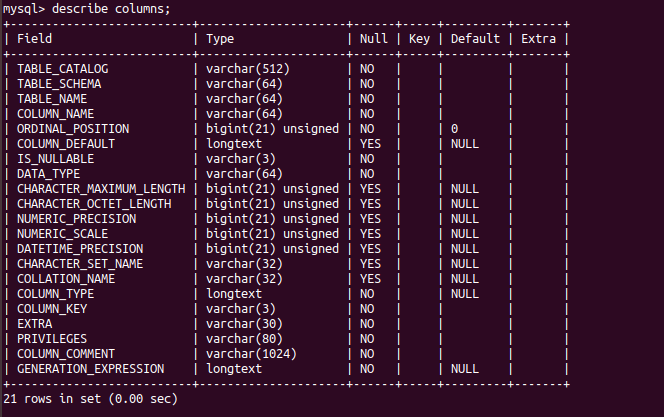 mysql> describe columns;
+--------------------------+---------------------+------+-----+---------+-------+
| Field                    | Type                | Null | Key | Default | Extra |
+--------------------------+---------------------+------+-----+---------+-------+
| TABLE_CATALOG            | varchar(512)        | NO   |     |         |       |
| TABLE_SCHEMA             | varchar(64)         | NO   |     |         |       |
| TABLE_NAME               | varchar(64)         | NO   |     |         |       |
| COLUMN_NAME              | varchar(64)         | NO   |     |         |       |
| ORDINAL_POSITION         | bigint(21) unsigned | NO   |     | 0       |       |
| COLUMN_DEFAULT           | longtext            | YES  |     | NULL    |       |
| IS_NULLABLE              | varchar(3)          | NO   |     |         |       |
| DATA_TYPE                | varchar(64)         | NO   |     |         |       |
| CHARACTER_MAXIMUM_LENGTH | bigint(21) unsigned | YES  |     | NULL    |       |
| CHARACTER_OCTET_LENGTH   | bigint(21) unsigned | YES  |     | NULL    |       |
| NUMERIC_PRECISION        | bigint(21) unsigned | YES  |     | NULL    |       |
| NUMERIC_SCALE            | bigint(21) unsigned | YES  |     | NULL    |       |
| DATETIME_PRECISION       | bigint(21) unsigned | YES  |     | NULL    |       |
| CHARACTER_SET_NAME       | varchar(32)         | YES  |     | NULL    |       |
| COLLATION_NAME           | varchar(32)         | YES  |     | NULL    |       |
| COLUMN_TYPE              | longtext            | NO   |     | NULL    |       |
| COLUMN_KEY               | varchar(3)          | NO   |     |         |       |
| EXTRA                    | varchar(30)         | NO   |     |         |       |
| PRIVILEGES               | varchar(80)         | NO   |     |         |       |
| COLUMN_COMMENT           | varchar(1024)       | NO   |     |         |       |
| GENERATION_EXPRESSION    | longtext            | NO   |     | NULL    |       |
+--------------------------+---------------------+------+-----+---------+-------+
21 rows in set (0.00 sec)